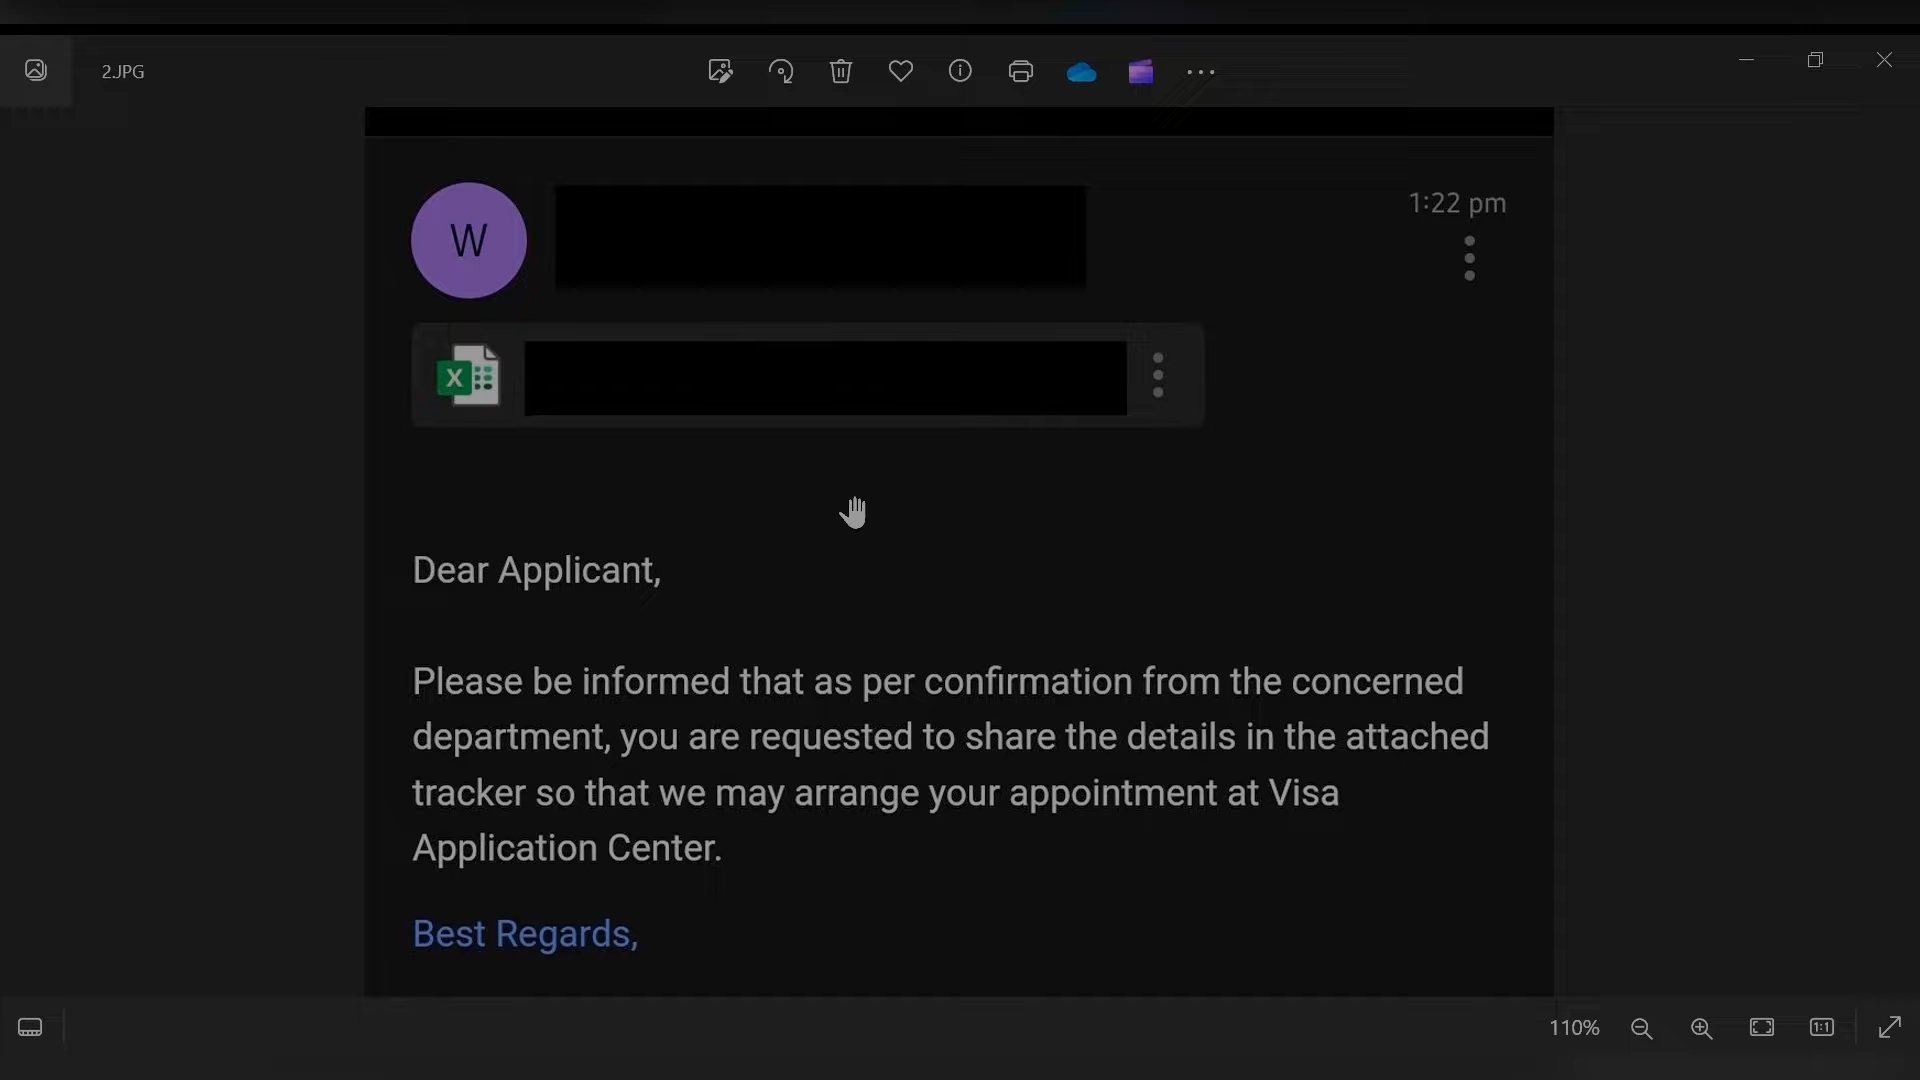 2.JPG
W
1:22 pm
X
Dear Applicant,
Please be informed that as per confirmation from the concerned
department, you are requested to share the details in the attached
tracker so that we may arrange your appointment at Visa
Application Center.
Best Regards,
110%
1:1